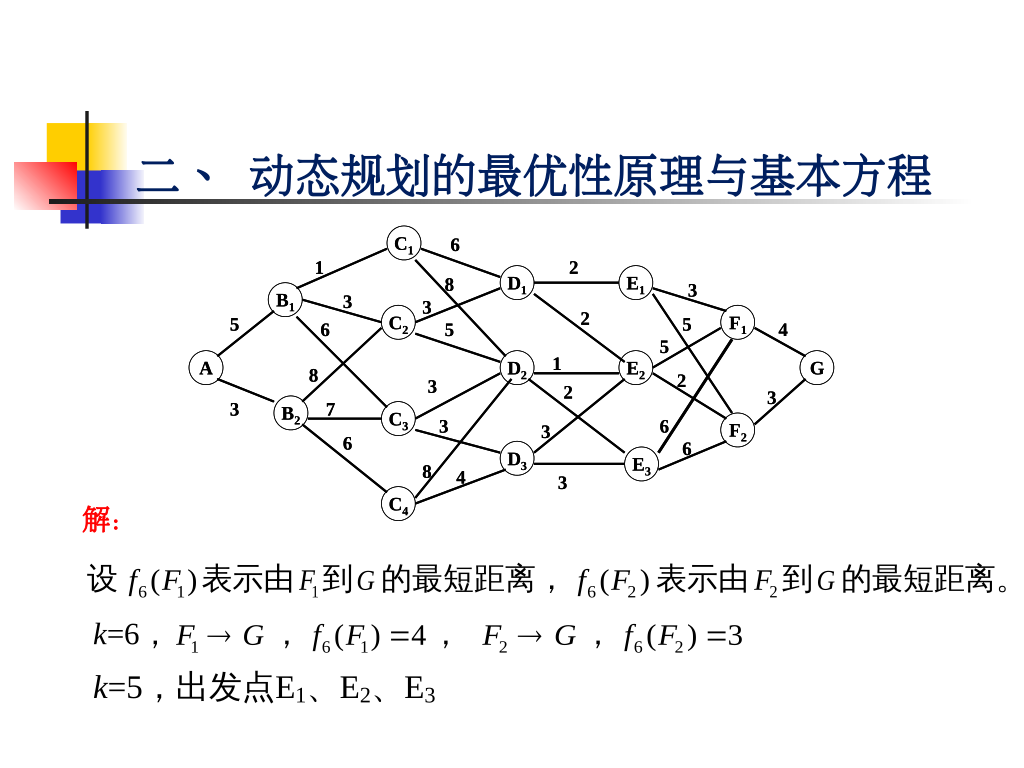 二、 动态规划的最优性原理与基本方程
C1 6
1
8 D1 2 E1 3
B1 3 3 C2 2 F1
5 6 5 5 5 4
A 8 D2 1 E2 2 G
3 B2 7 3 2 3
6 C3 3 3 6 F2
8 4 D3 3 E3 6
C4
解：
设 f6(F1) 表示由 F1 到 G 的最短距离， f6(F2) 表示由 F2 到 G 的最短距离。
k=6， F1 → G ， f6(F1) =4 ， F2 → G ， f6(F2) =3
k=5，出发点E1、E2、E3